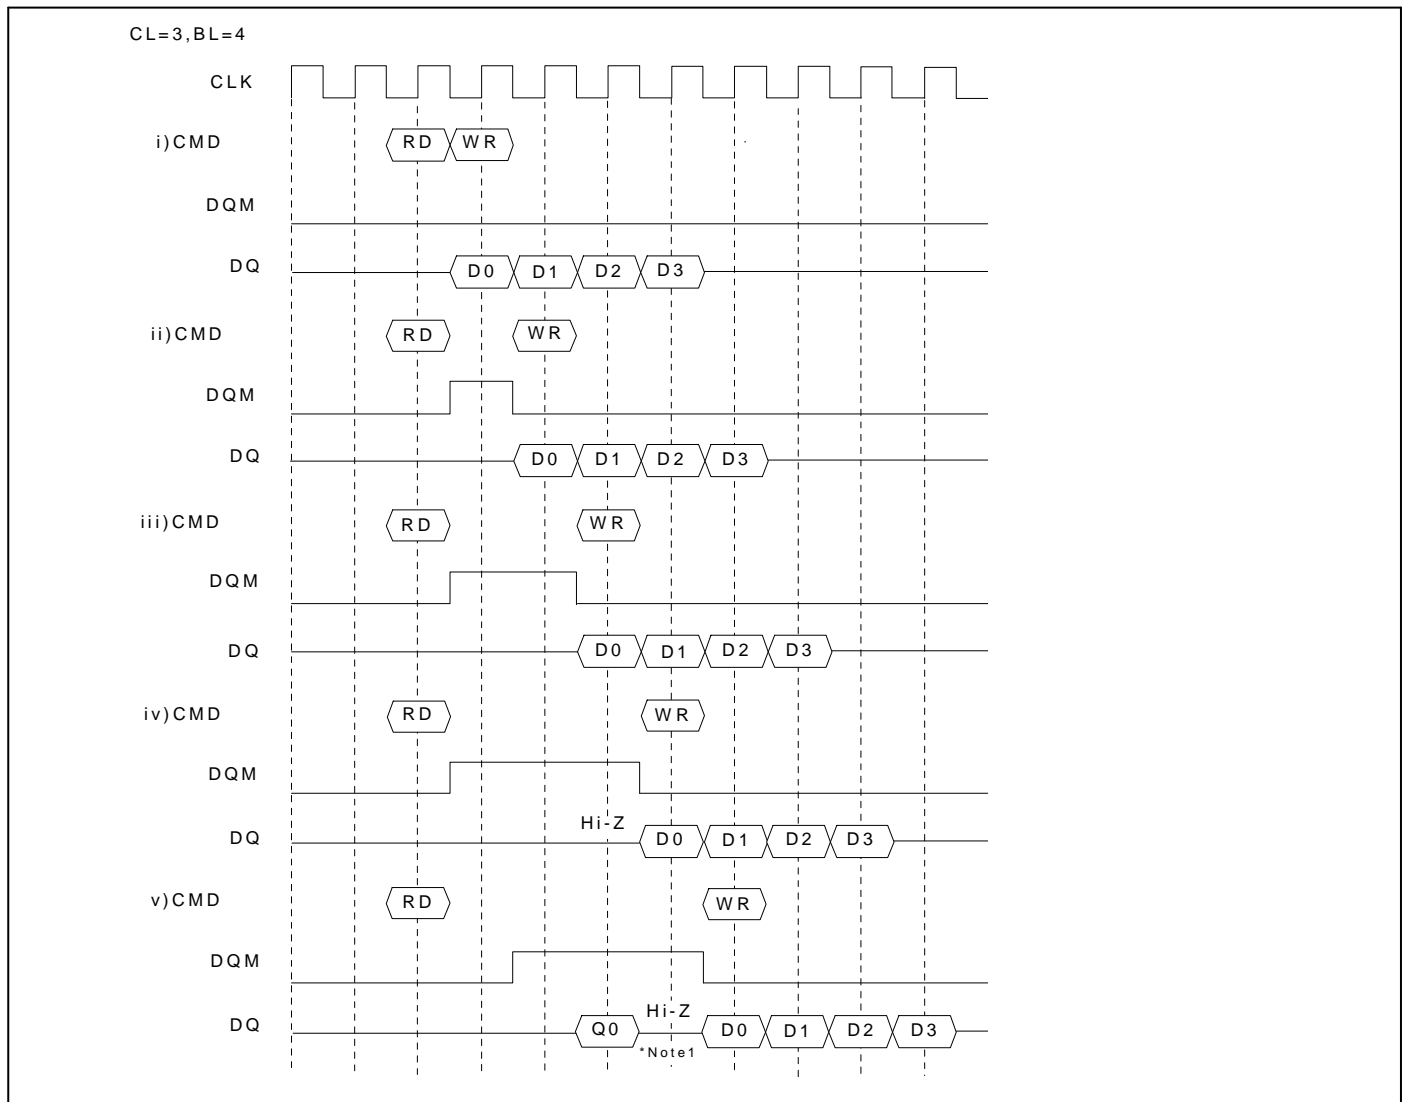 CL=3,BL=4
CLK
i)CMD RD WR
DQM
DQ D0 D1 D2 D3
ii)CMD RD WR
DQM
DQ D0 D1 D2 D3
iii)CMD RD WR
DQM
DQ D0 D1 D2 D3
iv)CMD RD WR
DQM
Hi-Z
DQ D0 D1 D2 D3
v)CMD RD WR
DQM
Hi-Z
DQ Q0 D0 D1 D2 D3
*Note1